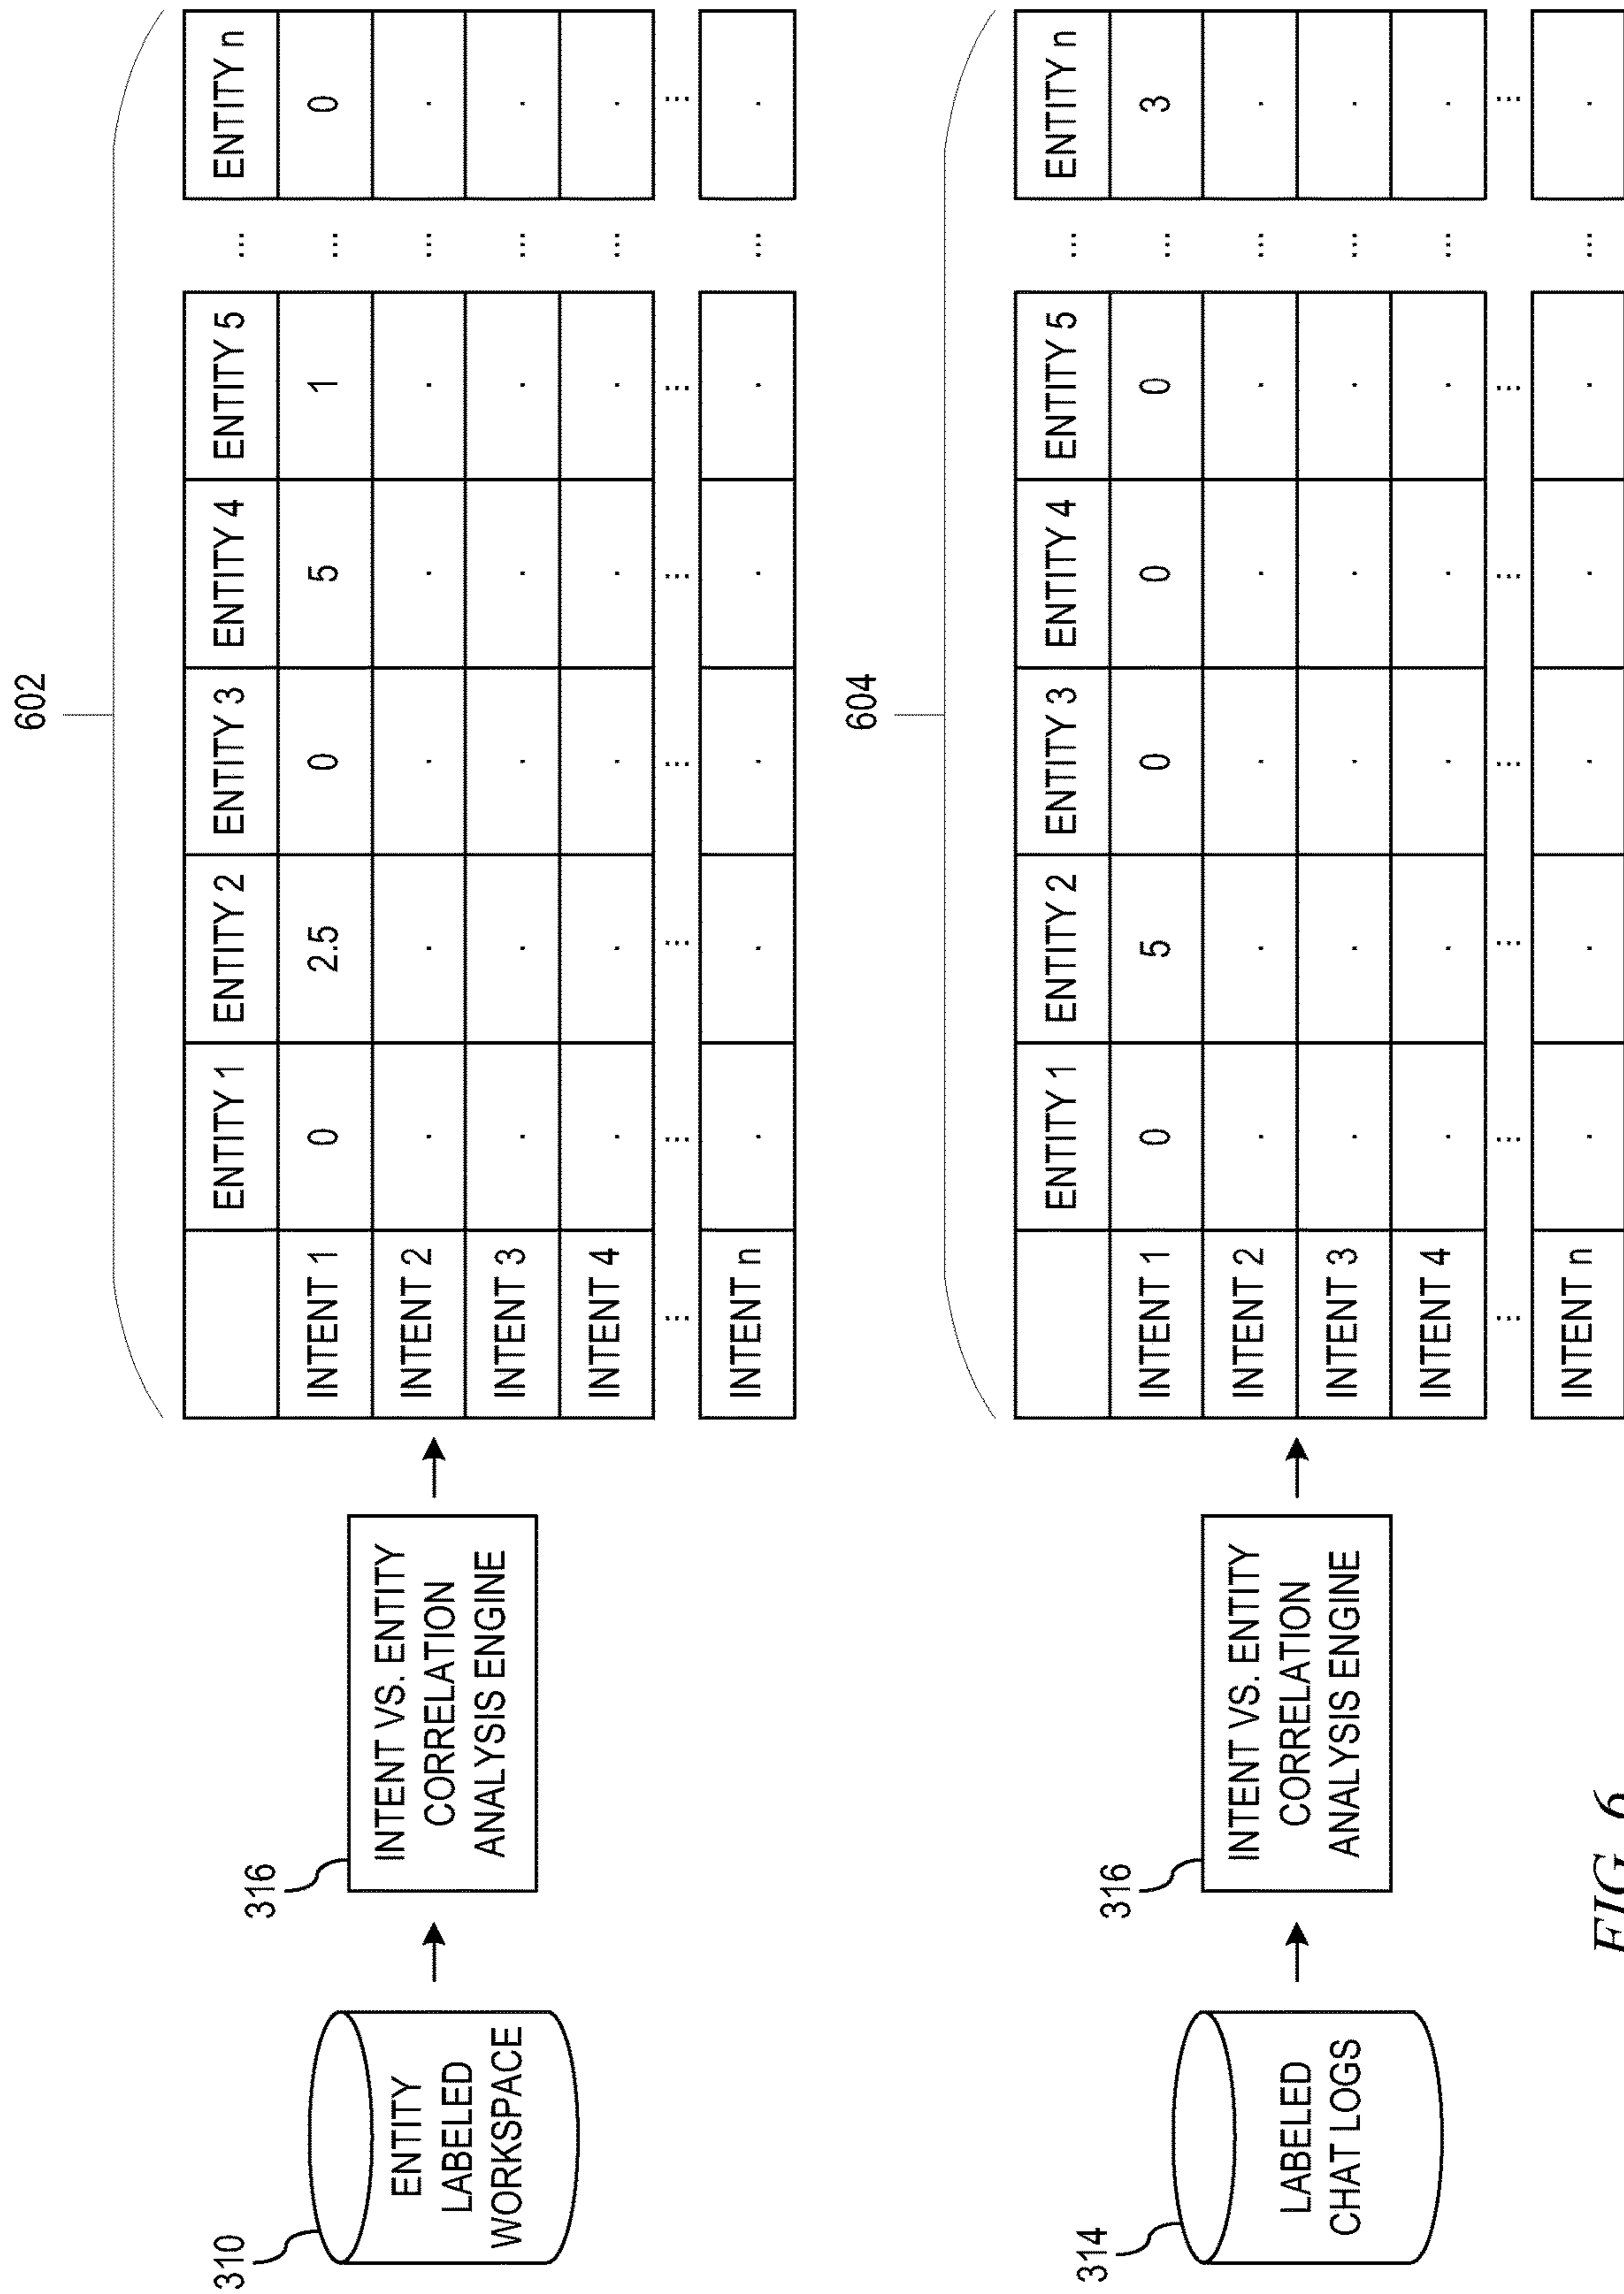 602
ENTITY 1 ENTITY 2 ENTITY 3 ENTITY 4 ENTITY 5 ... ENTITY n
INTENT 1 0 2.5 0 5 1 ... 0
INTENT 2 . . . . . ... .
INTENT 3 . . . . . ... .
INTENT 4 . . . . . ... .
... ... ... ... ... ... ...
INTENT n . . . . . ... .
310
ENTITY
LABELED
WORKSPACE
316
INTENT VS. ENTITY
CORRELATION
ANALYSIS ENGINE
604
ENTITY 1 ENTITY 2 ENTITY 3 ENTITY 4 ENTITY 5 ... ENTITY n
INTENT 1 0 5 0 0 0 ... 3
INTENT 2 . . . . . ... .
INTENT 3 . . . . . ... .
INTENT 4 . . . . . ... .
... ... ... ... ... ... ...
INTENT n . . . . . ... .
314
LABELED
CHAT LOGS
316
INTENT VS. ENTITY
CORRELATION
ANALYSIS ENGINE
FIG. 6